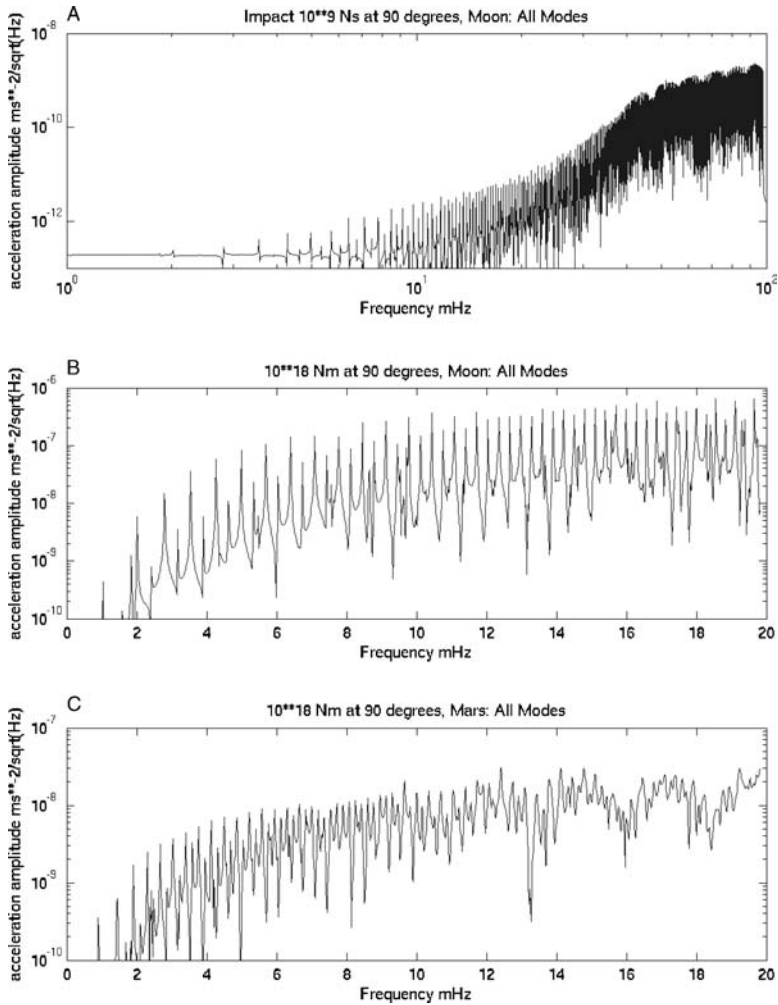 A
Impact 10**9 Ns at 90 degrees, Moon: All Modes
acceleration amplitude ms**-2/sqrt(Hz)
10^-8
10^-10
10^-12
10^0
10^1
10^2
Frequency mHz
B
10**18 Nm at 90 degrees, Moon: All Modes
acceleration amplitude ms**-2/sqrt(Hz)
10^-6
10^-7
10^-8
10^-9
10^-10
0 2 4 6 8 10 12 14 16 18 20
Frequency mHz
C
10**18 Nm at 90 degrees, Mars: All Modes
acceleration amplitude ms**-2/sqrt(Hz)
10^-7
10^-8
10^-9
10^-10
0 2 4 6 8 10 12 14 16 18 20
Frequency mHz